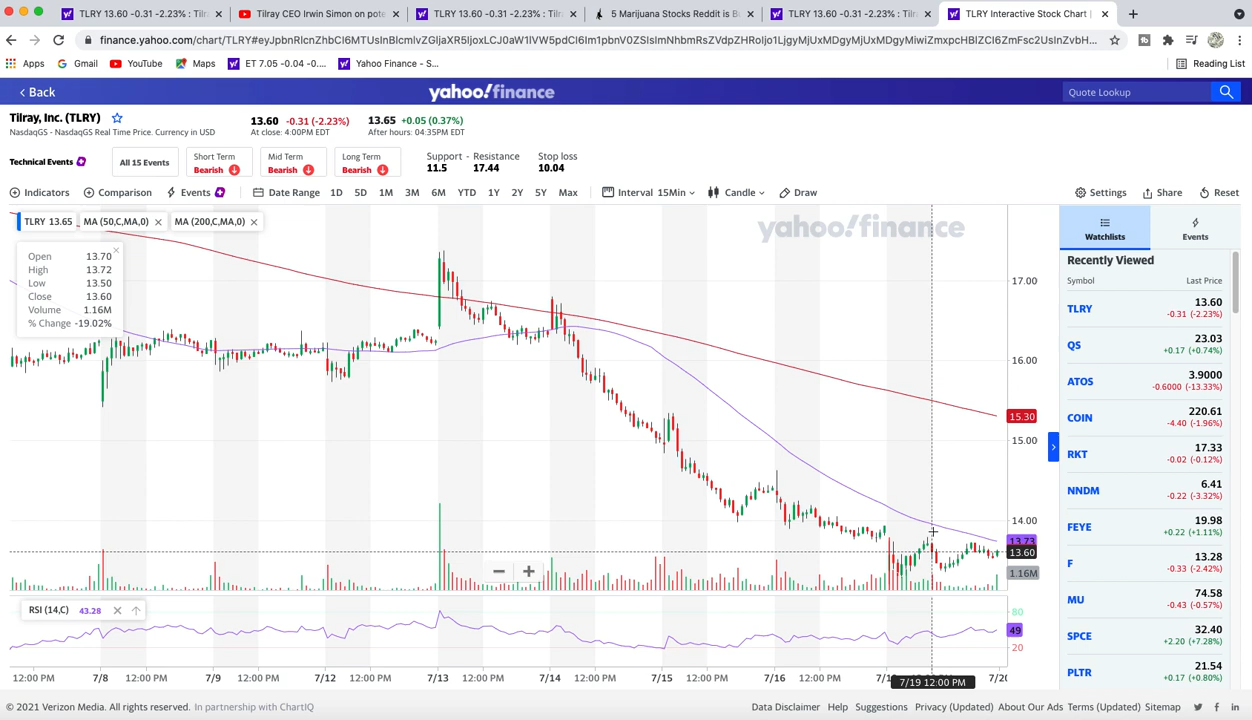 TLRY 13.60 -0.31 -2.23% : Tilra
Tilray CEO Irwin Simon on pote
TLRY 13.60 -0.31 -2.23% : Tilra
5 Marijuana Stocks Reddit is B
TLRY 13.60 -0.31 -2.23% : Tilra
TLRY Interactive Stock Chart |
Apps
Gmail
YouTube
Maps
ET 7.05 -0.04 -0....
Yahoo Finance - S...
Reading List
Back
yahoo!finance
Quote Lookup
Tilray, Inc. (TLRY)
NasdaqGS - NasdaqGS Real Time Price. Currency in USD
13.60 -0.31 (-2.23%)
At close: 4:00PM EDT
13.65 +0.05 (0.37%)
After hours: 04:35PM EDT
Technical Events
All 15 Events
Short Term
Bearish
Mid Term
Bearish
Long Term
Bearish
Support - Resistance
11.5 17.44
Stop loss
10.04
Indicators
Comparison
Events
Date Range 1D 5D 1M 3M 6M YTD 1Y 2Y 5Y Max
Interval 15Min
Candle
Draw
Settings
Share
Reset
TLRY 13.65
MA (50,C,MA,0)
MA (200,C,MA,0)
Open 13.70
High 13.72
Low 13.50
Close 13.60
Volume 1.16M
% Change -19.02%
yahoo!finance
17.00
16.00
15.30
15.00
14.00
13.73
13.60
1.16M
RSI (14,C) 43.28
80
49
20
12:00 PM 7/8 12:00 PM 7/9 12:00 PM 7/12 12:00 PM 7/13 12:00 PM 7/14 12:00 PM 7/15 12:00 PM 7/16 12:00 PM
7/19 12:00 PM
7/20
Watchlists
Events
Recently Viewed
Symbol Last Price
TLRY 13.60
-0.31 (-2.23%)
QS 23.03
+0.17 (+0.74%)
ATOS 3.9000
-0.6000 (-13.33%)
COIN 220.61
-4.40 (-1.96%)
RKT 17.33
-0.02 (-0.12%)
NNDM 6.41
-0.22 (-3.32%)
FEYE 19.98
+0.22 (+1.11%)
F 13.28
-0.33 (-2.42%)
MU 74.58
-0.43 (-0.57%)
SPCE 32.40
+2.20 (+7.28%)
PLTR 21.54
+0.17 (+0.80%)
© 2021 Verizon Media. All rights reserved. In partnership with ChartIQ
Data Disclaimer Help Suggestions Privacy (Updated) About Our Ads Terms (Updated) Sitemap